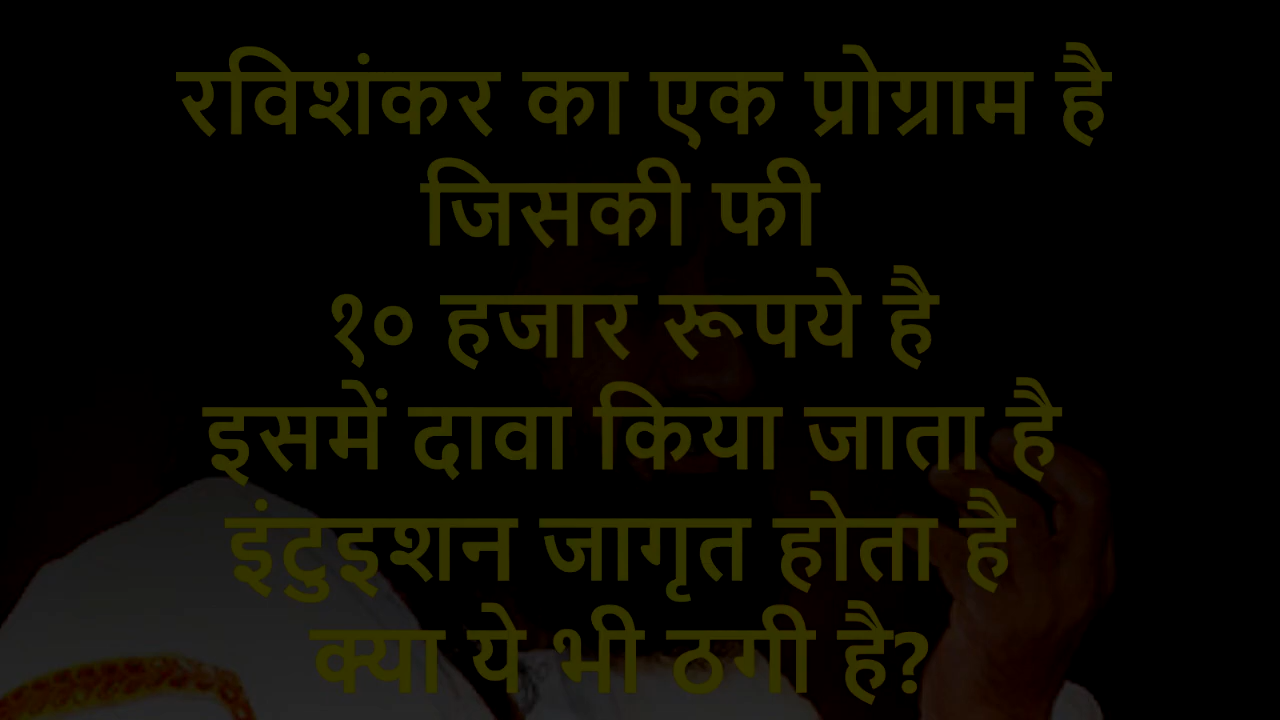 रविशंकर का एक प्रोग्राम है
जिसकी फी
१० हजार रूपये है
इसमें दावा किया जाता है
इंटुइशन जागृत होता है
क्या ये भी ठगी है?